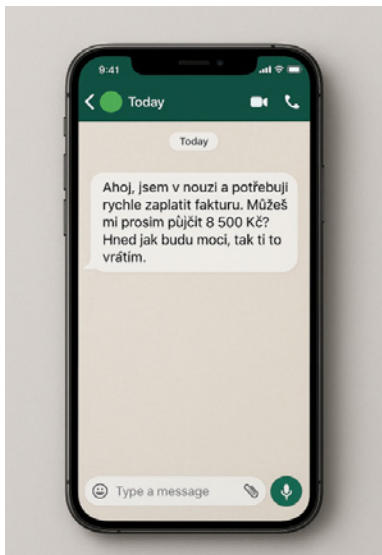 9:41
Today
Today
Ahoj, jsem v nouzi a potřebuji
rychle zaplatit fakturu. Můžeš
mi prosim půjčit 8 500 Kč?
Hned jak budu moci, tak ti to
vrátím.
Type a message